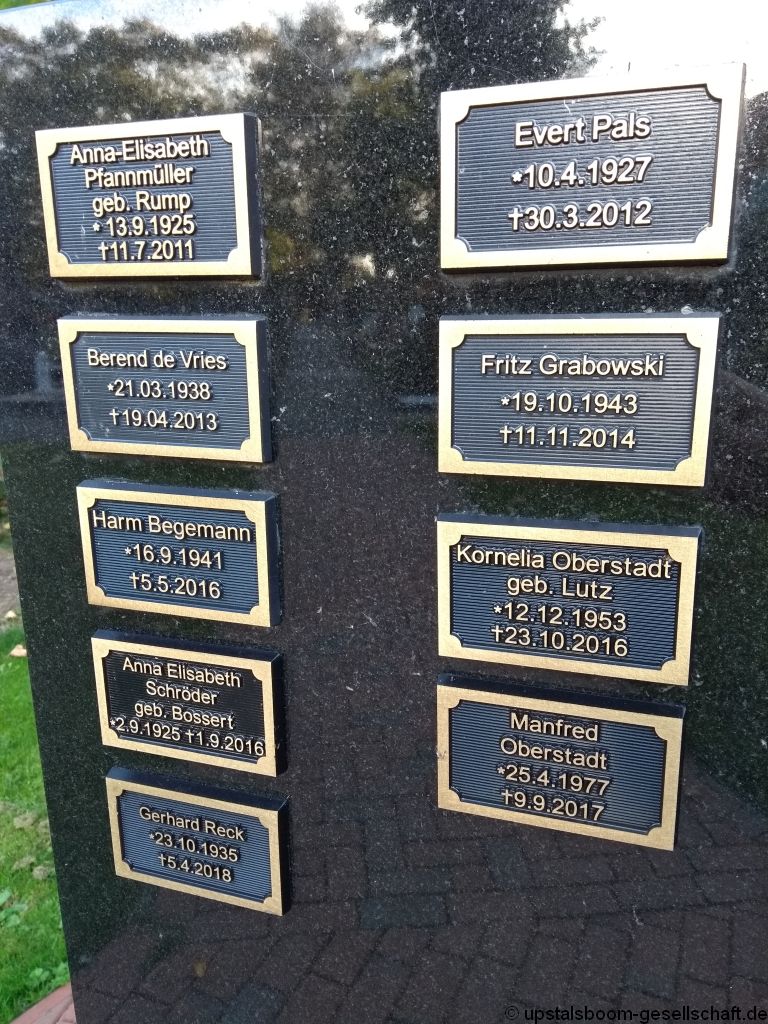 Anna-Elisabeth
Pfannmüller
geb. Rump
* 13.9.1925
†11.7.2011
Berend de Vries
*21.03.1938
†19.04.2013
Harm Begemann
*16.9.1941
†5.5.2016
Anna Elisabeth
Schröder
geb. Bossert
*2.9.1925 †1.9.2016
Gerhard Reck
*23.10.1935
†5.4.2018
Evert Pals
*10.4.1927
†30.3.2012
Fritz Grabowski
*19.10.1943
†11.11.2014
Kornelia Oberstadt
geb. Lutz
*12.12.1953
†23.10.2016
Manfred
Oberstadt
*25.4.1977
†9.9.2017
© upstalsboom-gesellschaft.de